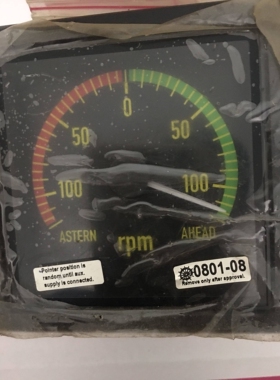 0
50 50
100 100
ASTERN rpm AHEAD
-Pointer position is
random until aux.
supply is connected.
0801-08
Remove only after approval.